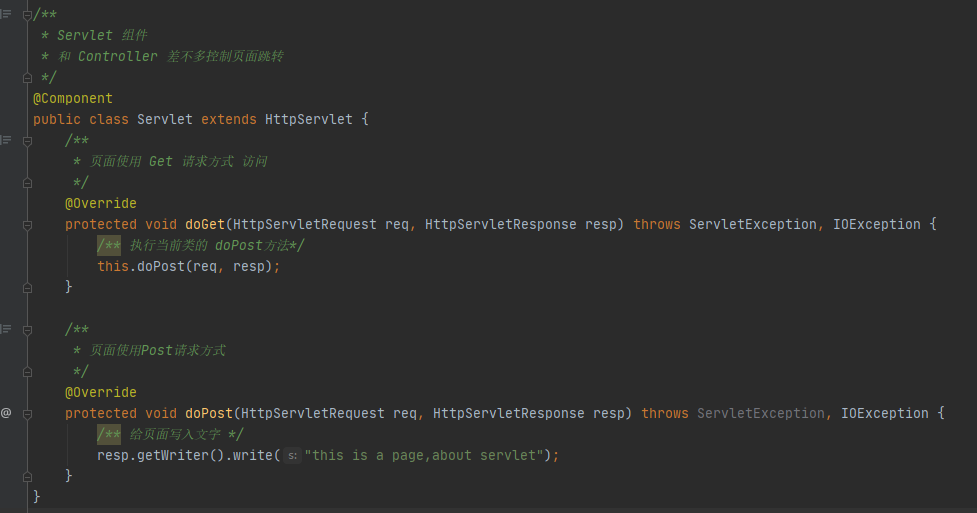 /**
 * Servlet 组件
 * 和 Controller 差不多控制页面跳转
 */
@Component
public class Servlet extends HttpServlet {
    /**
     * 页面使用 Get 请求方式 访问
     */
    @Override
    protected void doGet(HttpServletRequest req, HttpServletResponse resp) throws ServletException, IOException {
        /** 执行当前类的 doPost方法*/
        this.doPost(req, resp);
    }
    /**
     * 页面使用Post请求方式
     */
    @Override
@
    protected void doPost(HttpServletRequest req, HttpServletResponse resp) throws ServletException, IOException {
        /** 给页面写入文字 */
        resp.getWriter().write( s: "this is a page,about servlet");
    }
}